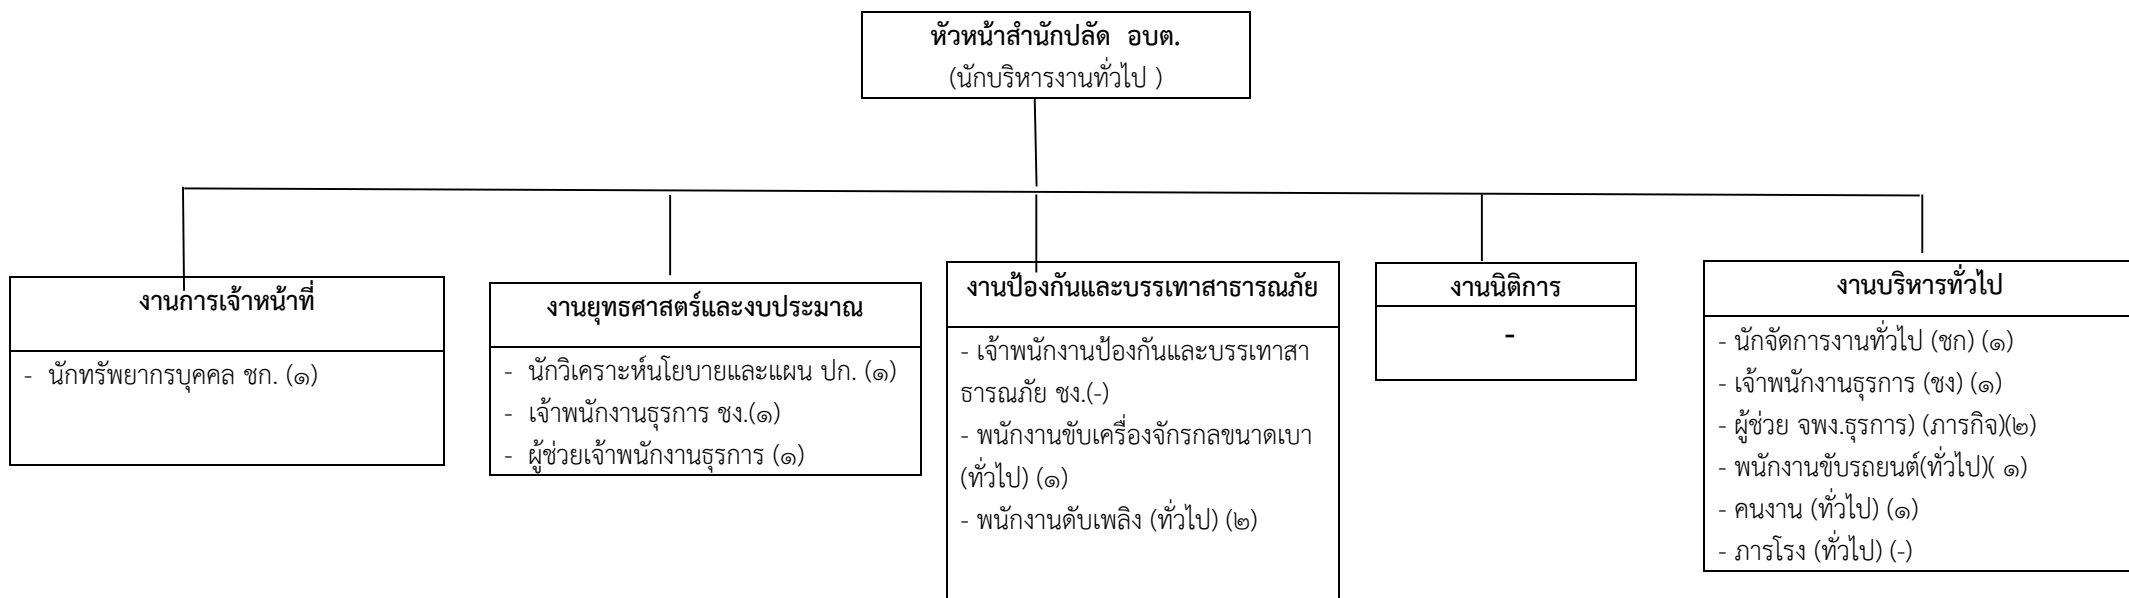 หัวหน้าสำนักปลัด อบต.
(นักบริหารงานทั่วไป )
งานการเจ้าหน้าที่
- นักทรัพยากรบุคคล ชก. (๑)
งานยุทธศาสตร์และงบประมาณ
- นักวิเคราะห์นโยบายและแผน ปก. (๑)
- เจ้าพนักงานธุรการ ชง.(๑)
- ผู้ช่วยเจ้าพนักงานธุรการ (๑)
งานป้องกันและบรรเทาสาธารณภัย
- เจ้าพนักงานป้องกันและบรรเทาสา
ธารณภัย ชง.(-)
- พนักงานขับเครื่องจักรกลขนาดเบา
(ทั่วไป) (๑)
- พนักงานดับเพลิง (ทั่วไป) (๒)
งานนิติการ
-
งานบริหารทั่วไป
- นักจัดการงานทั่วไป (ชก) (๑)
- เจ้าพนักงานธุรการ (ชง) (๑)
- ผู้ช่วย จพง.ธุรการ) (ภารกิจ)(๒)
- พนักงานขับรถยนต์(ทั่วไป)( ๑)
- คนงาน (ทั่วไป) (๑)
- ภารโรง (ทั่วไป) (-)